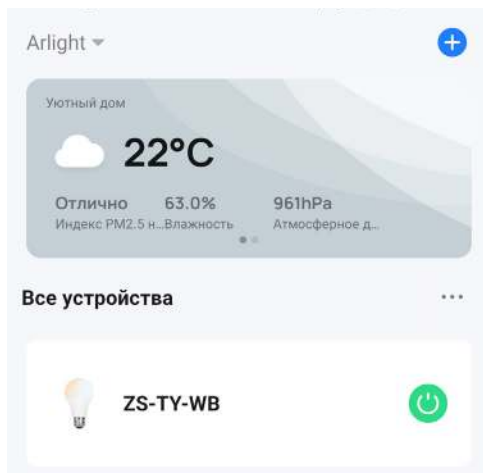 Arlight
Уютный дом
22°C
Отлично 63.0% 961hPa
Индекс PM2.5 н...Влажность Атмосферное д...
Все устройства
ZS-TY-WB